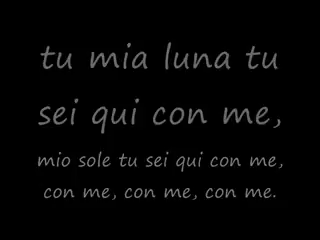 tu mia luna tu
sei qui con me,
mio sole tu sei qui con me,
con me, con me, con me.